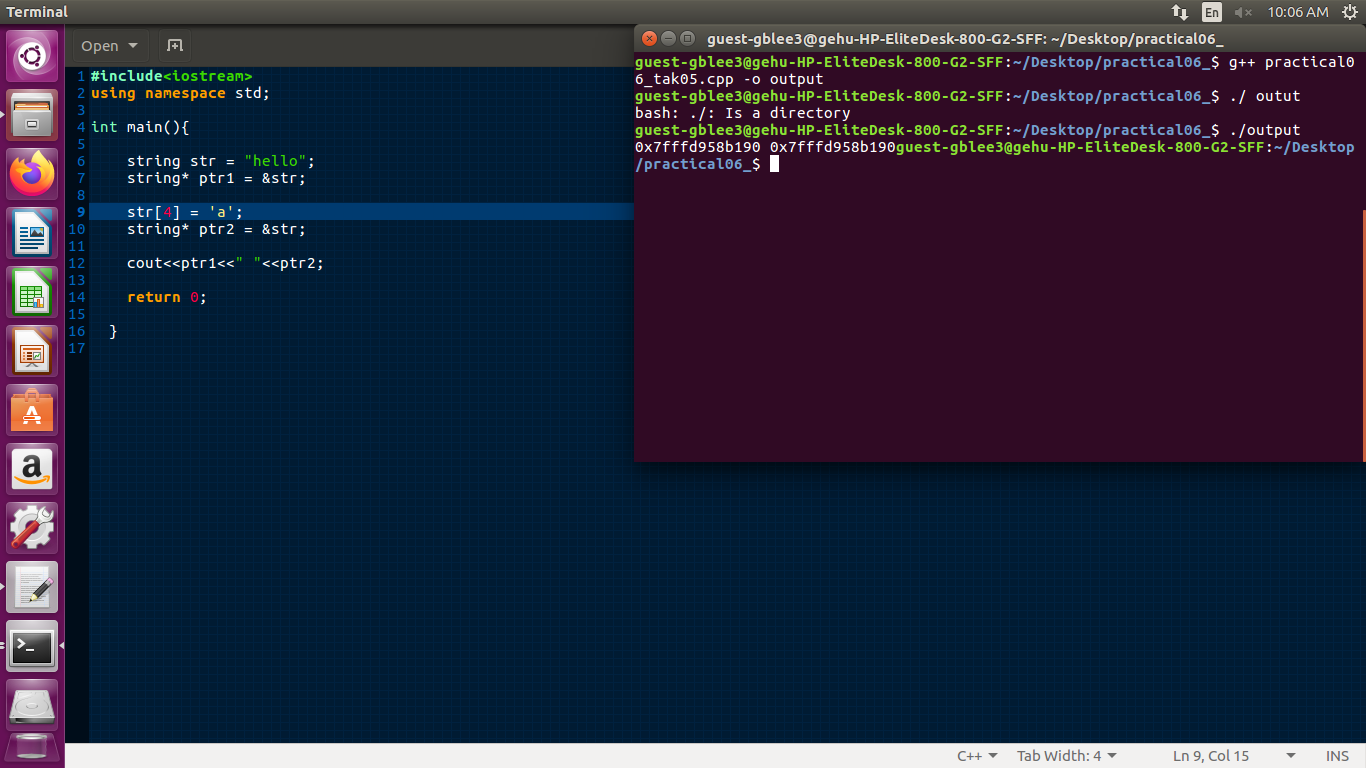 Terminal
En
10:06 AM
Open
1 #include<iostream>
2 using namespace std;
3
4 int main(){
5
6 string str = "hello";
7 string* ptr1 = &str;
8
9 str[4] = 'a';
10 string* ptr2 = &str;
11
12 cout<<ptr1<<" "<<ptr2;
13
14 return 0;
15
16 }
17
guest-gblee3@gehu-HP-EliteDesk-800-G2-SFF: ~/Desktop/practical06_
guest-gblee3@gehu-HP-EliteDesk-800-G2-SFF:~/Desktop/practical06_$ g++ practical0
6_tak05.cpp -o output
guest-gblee3@gehu-HP-EliteDesk-800-G2-SFF:~/Desktop/practical06_$ ./ outut
bash: ./: Is a directory
guest-gblee3@gehu-HP-EliteDesk-800-G2-SFF:~/Desktop/practical06_$ ./output
0x7fffd958b190 0x7fffd958b190guest-gblee3@gehu-HP-EliteDesk-800-G2-SFF:~/Desktop
/practical06_$
C++
Tab Width: 4
Ln 9, Col 15
INS